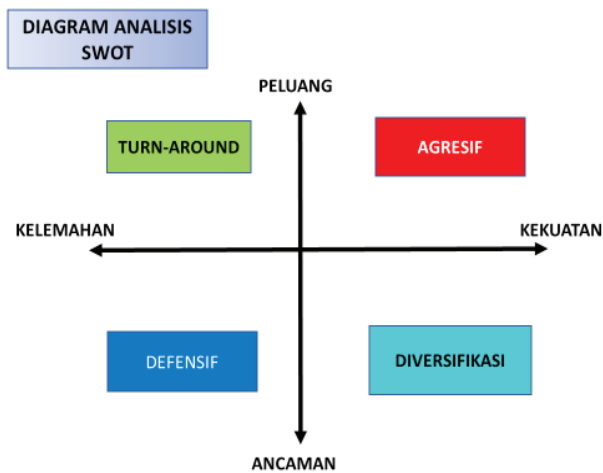 DIAGRAM ANALISIS
SWOT
PELUANG
TURN-AROUND
AGRESIF
KELEMAHAN
KEKUATAN
DEFENSIF
DIVERSIFIKASI
ANCAMAN